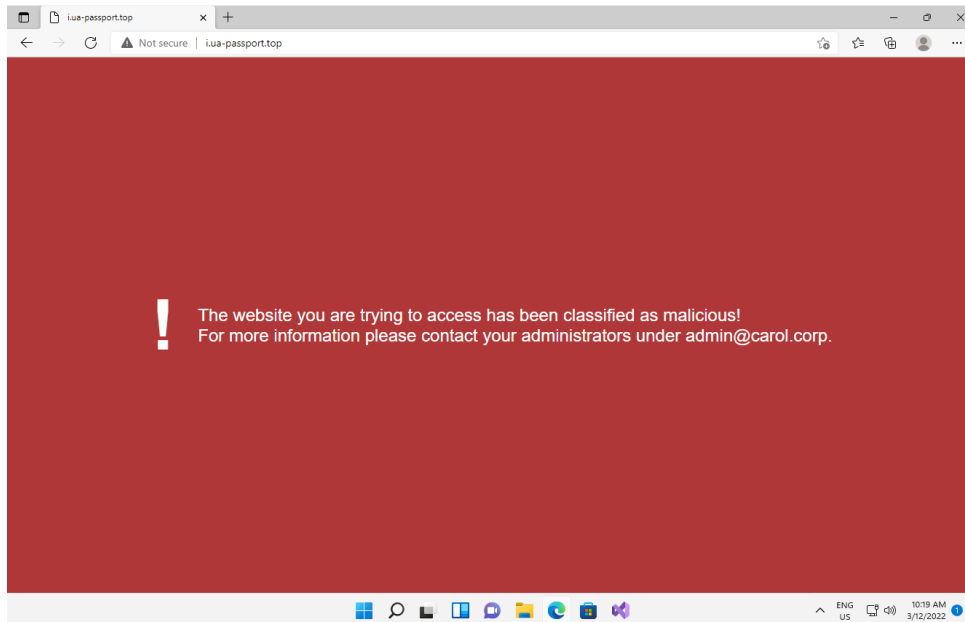 i.ua-passport.top
Not secure
i.ua-passport.top
!
The website you are trying to access has been classified as malicious!
For more information please contact your administrators under admin@carol.corp.
ENG
US
10:19 AM
3/12/2022
1